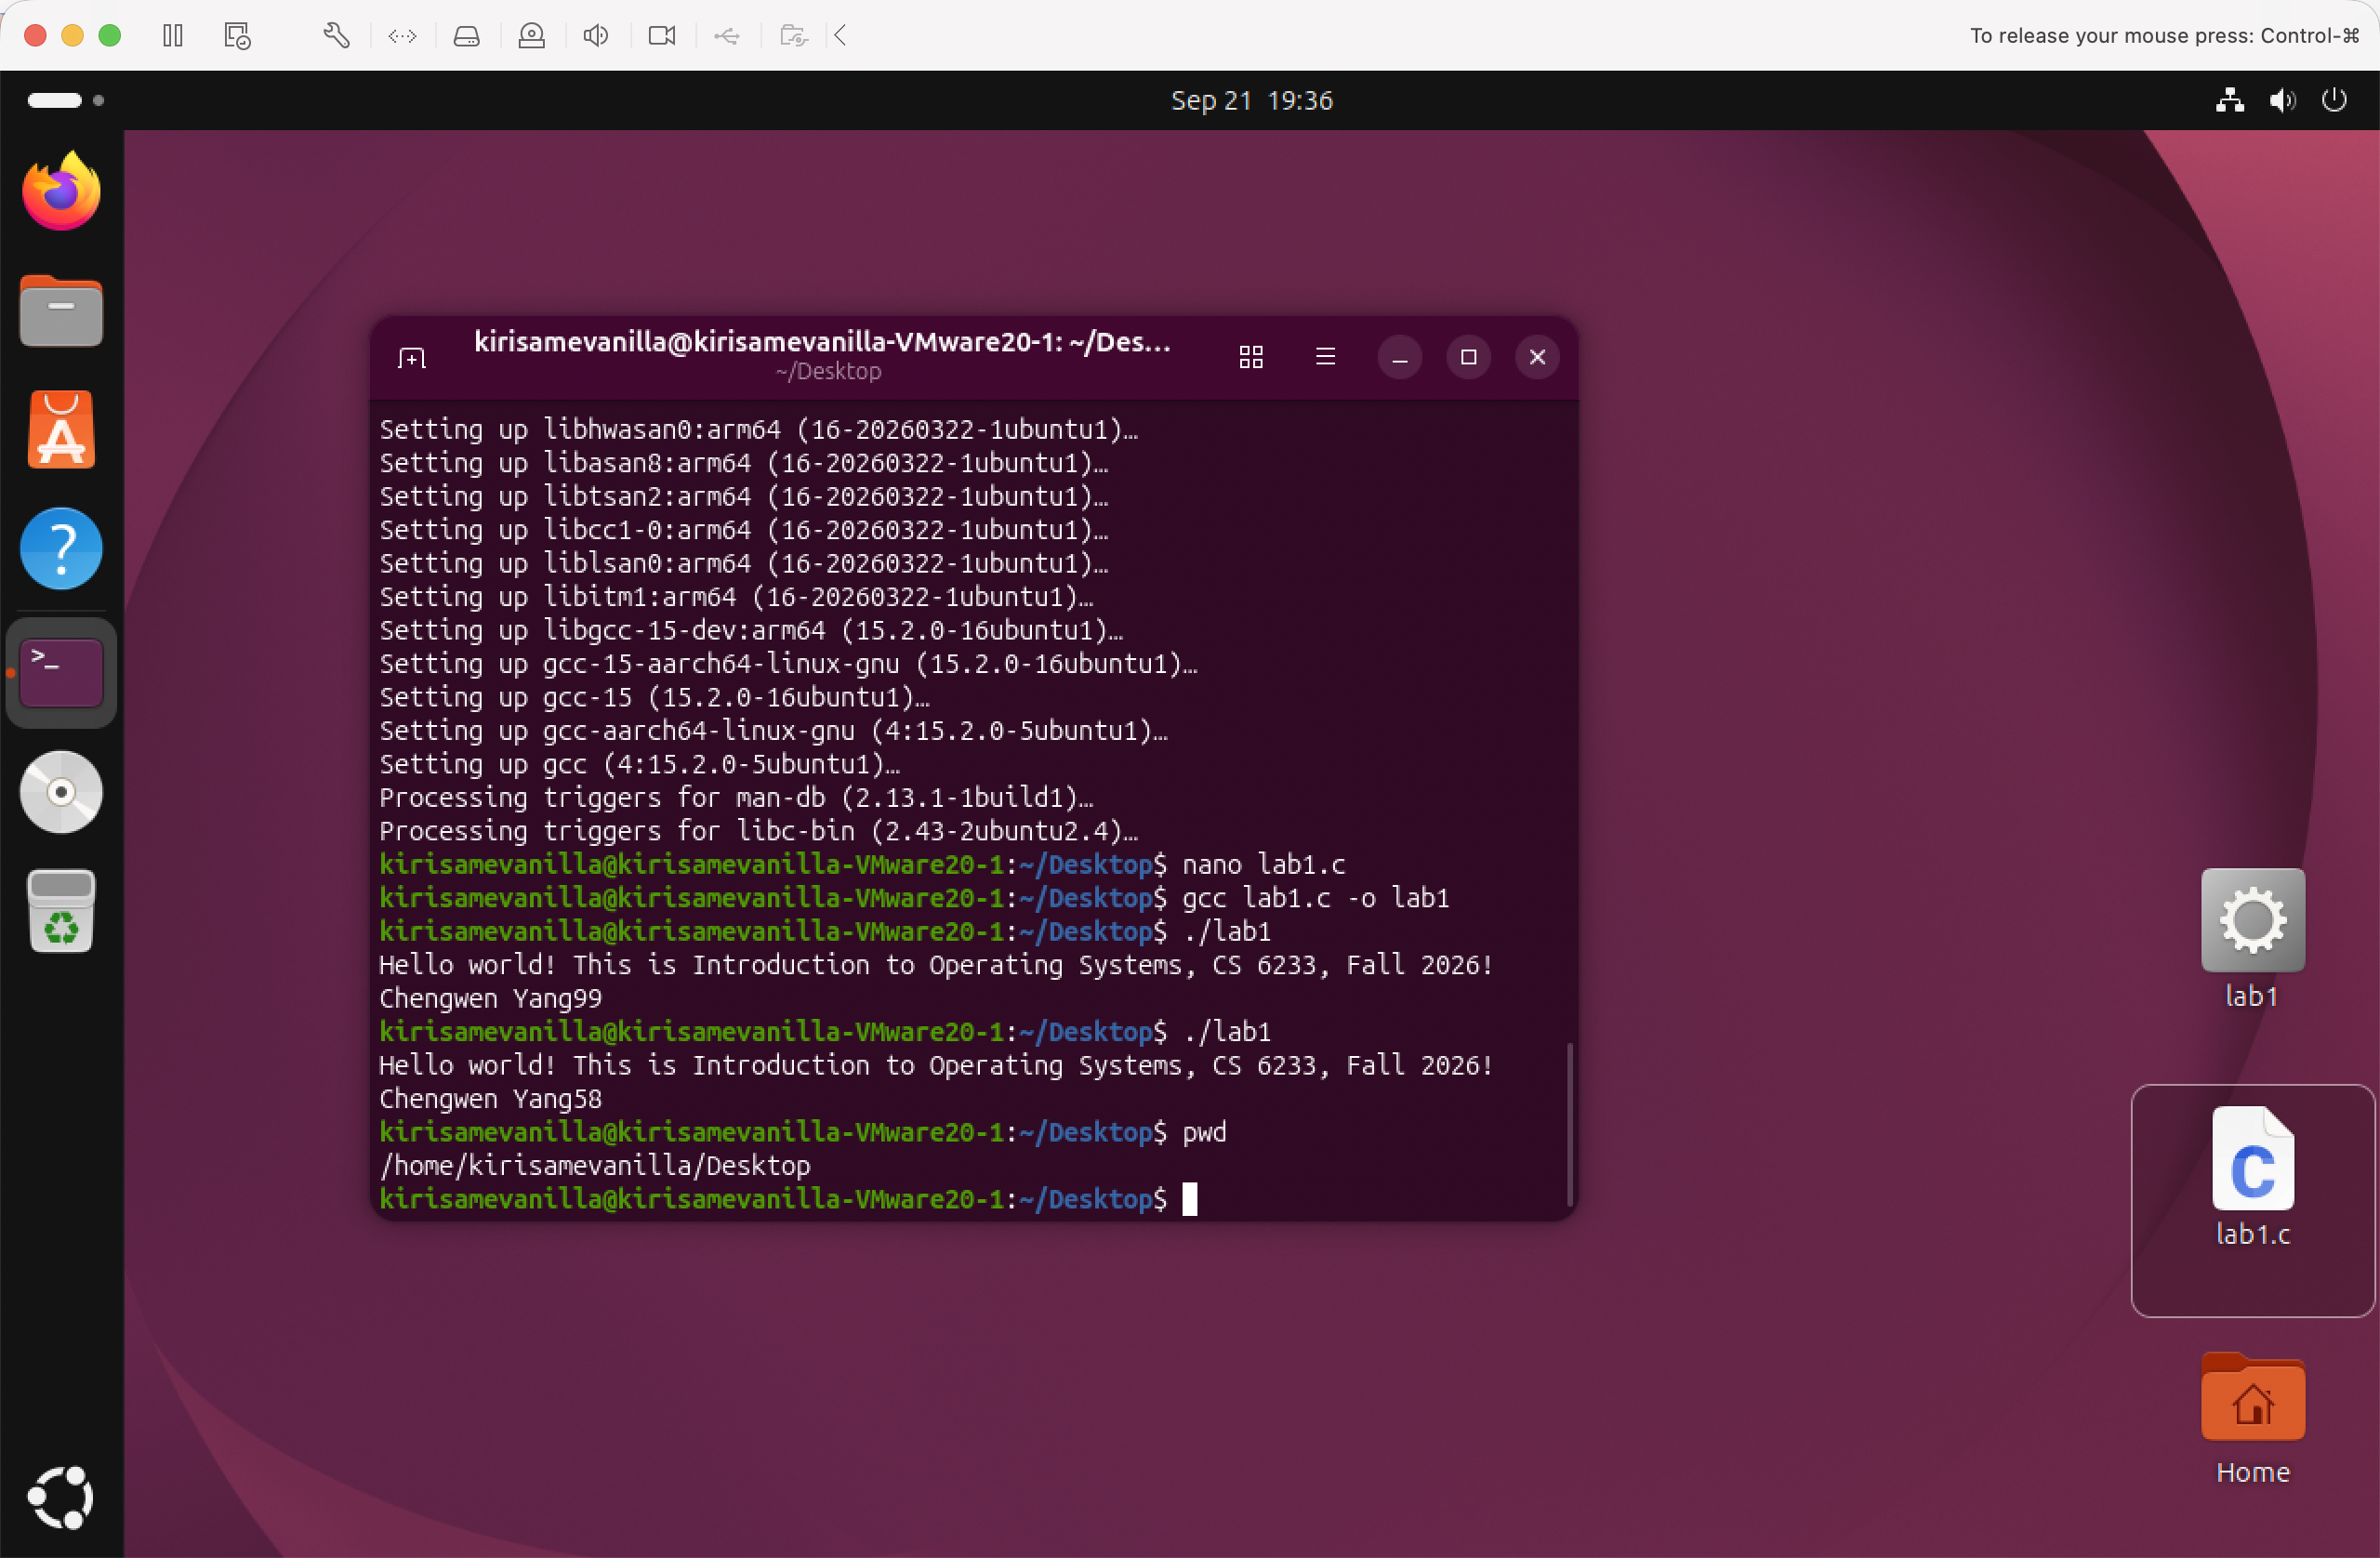 To release your mouse press: Control-⌘
Sep 21 19:36
kirisamevanilla@kirisamevanilla-VMware20-1: ~/Des...
~/Desktop
Setting up libhwasan0:arm64 (16-20260322-1ubuntu1)…
Setting up libasan8:arm64 (16-20260322-1ubuntu1)…
Setting up libtsan2:arm64 (16-20260322-1ubuntu1)…
Setting up libcc1-0:arm64 (16-20260322-1ubuntu1)…
Setting up liblsan0:arm64 (16-20260322-1ubuntu1)…
Setting up libitm1:arm64 (16-20260322-1ubuntu1)…
Setting up libgcc-15-dev:arm64 (15.2.0-16ubuntu1)…
Setting up gcc-15-aarch64-linux-gnu (15.2.0-16ubuntu1)…
Setting up gcc-15 (15.2.0-16ubuntu1)…
Setting up gcc-aarch64-linux-gnu (4:15.2.0-5ubuntu1)…
Setting up gcc (4:15.2.0-5ubuntu1)…
Processing triggers for man-db (2.13.1-1build1)…
Processing triggers for libc-bin (2.43-2ubuntu2.4)…
kirisamevanilla@kirisamevanilla-VMware20-1:~/Desktop$ nano lab1.c
kirisamevanilla@kirisamevanilla-VMware20-1:~/Desktop$ gcc lab1.c -o lab1
kirisamevanilla@kirisamevanilla-VMware20-1:~/Desktop$ ./lab1
Hello world! This is Introduction to Operating Systems, CS 6233, Fall 2026!
Chengwen Yang99
kirisamevanilla@kirisamevanilla-VMware20-1:~/Desktop$ ./lab1
Hello world! This is Introduction to Operating Systems, CS 6233, Fall 2026!
Chengwen Yang58
kirisamevanilla@kirisamevanilla-VMware20-1:~/Desktop$ pwd
/home/kirisamevanilla/Desktop
kirisamevanilla@kirisamevanilla-VMware20-1:~/Desktop$
lab1
C
lab1.c
Home